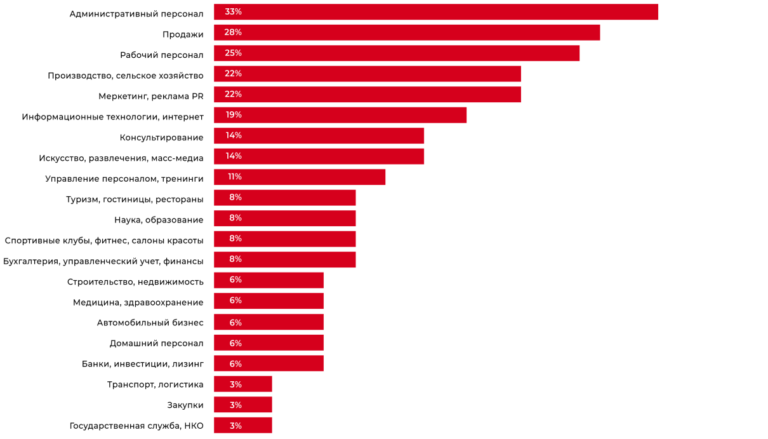 Административный персонал 33%
Продажи 28%
Рабочий персонал 25%
Производство, сельское хозяйство 22%
Меркетинг, реклама PR 22%
Информационные технологии, интернет 19%
Консультирование 14%
Искусство, развлечения, масс-медиа 14%
Управление персоналом, тренинги 11%
Туризм, гостиницы, рестораны 8%
Наука, образование 8%
Спортивные клубы, фитнес, салоны красоты 8%
Бухгалтерия, управленческий учет, финансы 8%
Строительство, недвижимость 6%
Медицина, здравоохранение 6%
Автомобильный бизнес 6%
Домашний персонал 6%
Банки, инвестиции, лизинг 6%
Транспорт, логистика 3%
Закупки 3%
Государственная служба, НКО 3%